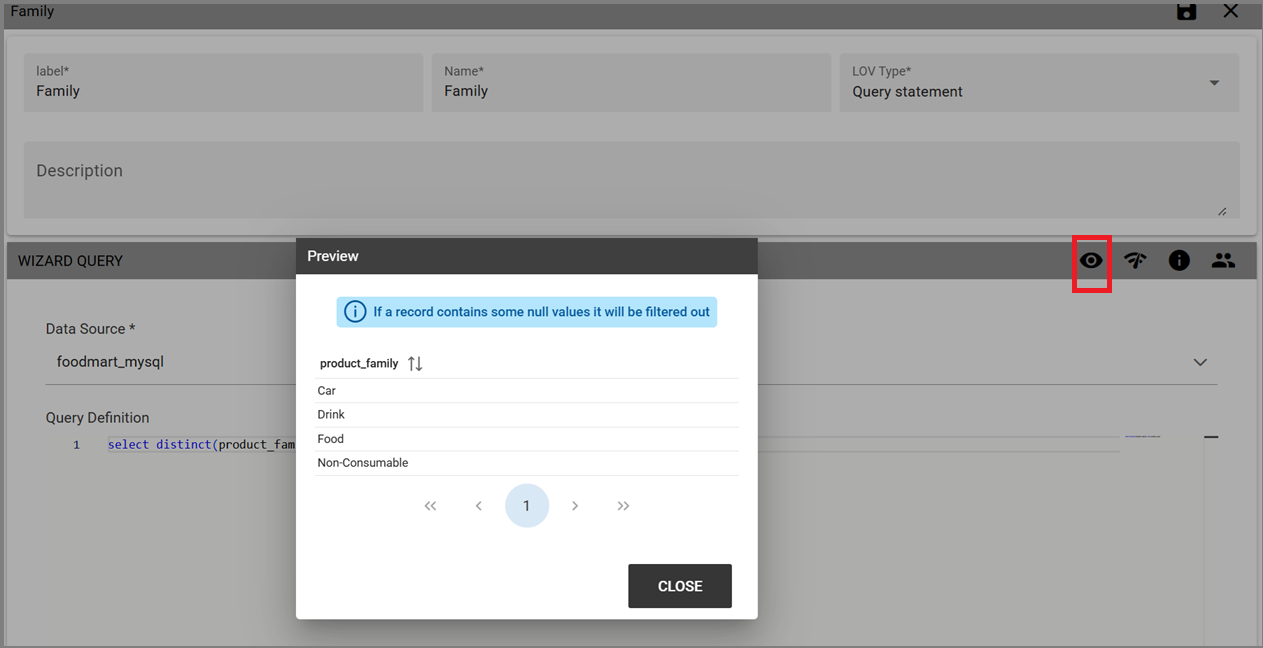 Family
label*
Family
Name*
Family
LOV Type*
Query statement
Description
WIZARD QUERY
Preview
If a record contains some null values it will be filtered out
Data Source *
foodmart_mysql
product_family
Car
Drink
Food
Non-Consumable
Query Definition
1 select distinct(product_fam
1
CLOSE